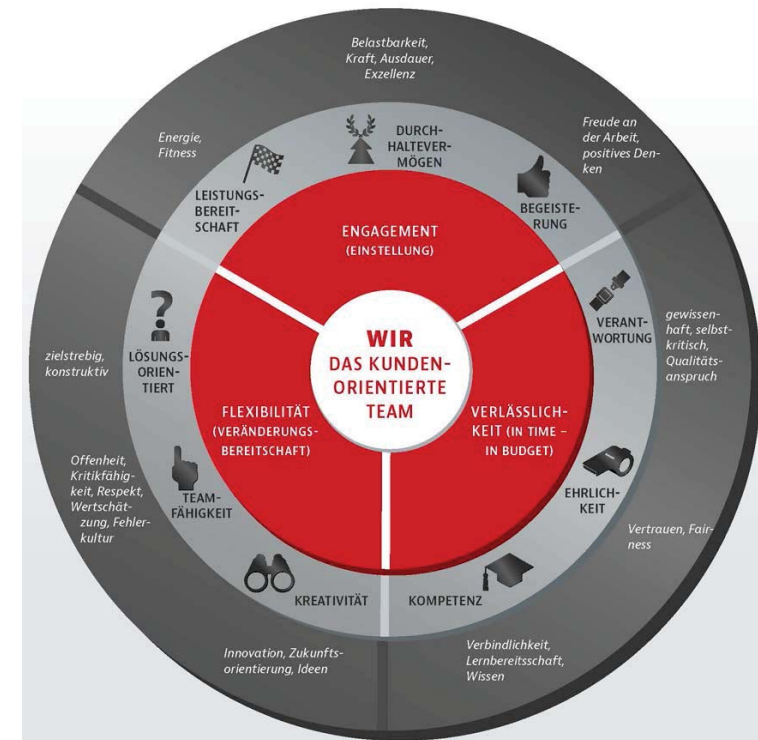 Belastbarkeit,
Kraft, Ausdauer,
Exzellenz
Energie,
Fitness
Freude an
der Arbeit,
positives Den-
ken
DURCH-
HALTEVER-
MÖGEN
LEISTUNGS-
BEREIT-
SCHAFT
BEGEISTE-
RUNG
ENGAGEMENT
(EINSTELLUNG)
VERANT-
WORTUNG
gewissen-
haft, selbst-
kritisch,
Qualitäts-
anspruch
zielstrebig,
konstruktiv
LÖSUNGS-
ORIEN-
TIERT
WIR
DAS KUNDEN-
ORIENTIERTE
TEAM
FLEXIBILITÄT
(VERÄNDERUNGS-
BEREITSCHAFT)
VERLÄSSLICH-
KEIT (IN TIME –
IN BUDGET)
Offenheit,
Kritikfähig-
keit, Respekt,
Wertschät-
zung, Fehler-
kultur
TEAM-
FÄHIGKEIT
EHRLICH-
KEIT
Vertrauen, Fair-
ness
KREATIVITÄT
KOMPETENZ
Innovation, Zukunfts-
orientierung, Ideen
Verbindlichkeit,
Lernbereitschaft,
Wissen